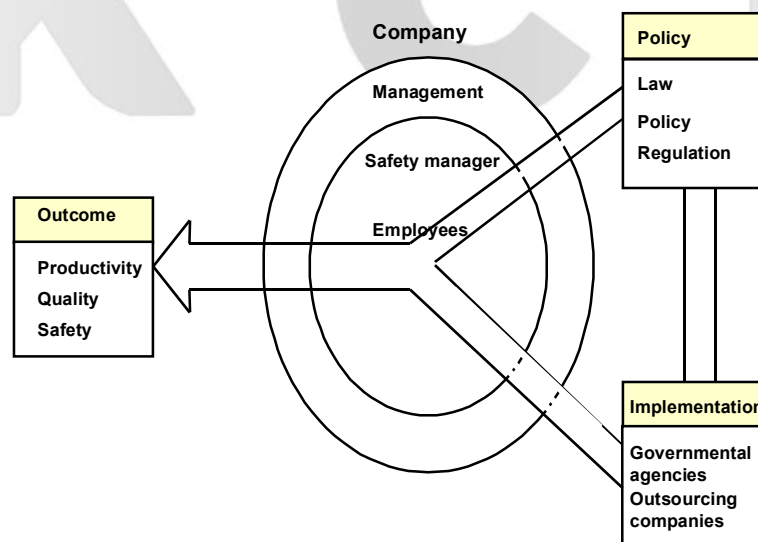 Company
Management
Safety manager
Employees
Policy
Law
Policy
Regulation
Outcome
Productivity
Quality
Safety
Implementation
Governmental
agencies
Outsourcing
companies